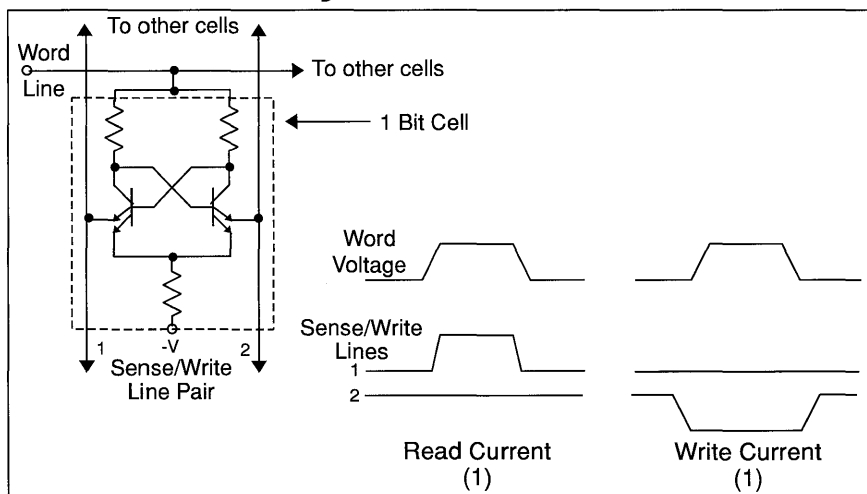 To other cells
Word
Line
To other cells
1 Bit Cell
1
-V
2
Sense/Write
Line Pair
Word
Voltage
Sense/Write
Lines
1
2
Read Current
(1)
Write Current
(1)